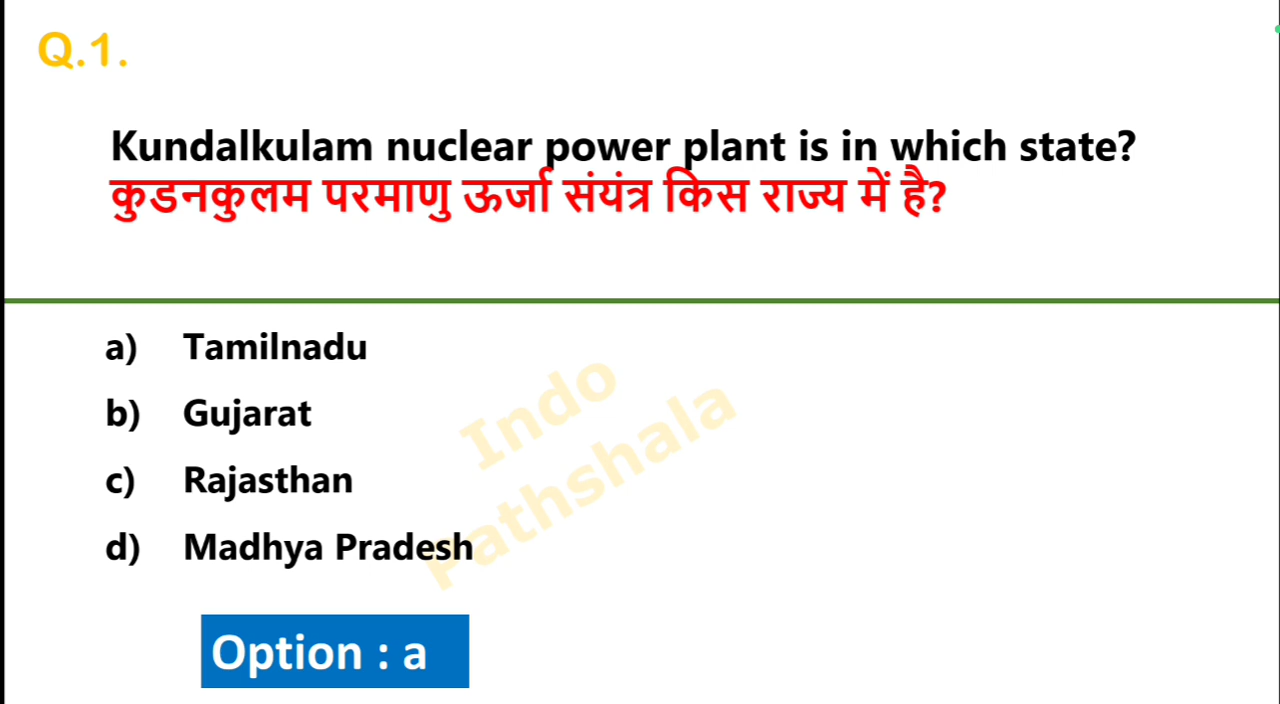 Q.1.
Kundalkulam nuclear power plant is in which state?
कुडनकुलम परमाणु ऊर्जा संयंत्र किस राज्य में है?
a) Tamilnadu
b) Gujarat
c) Rajasthan
d) Madhya Pradesh
Indo
Pathshala
Option : a